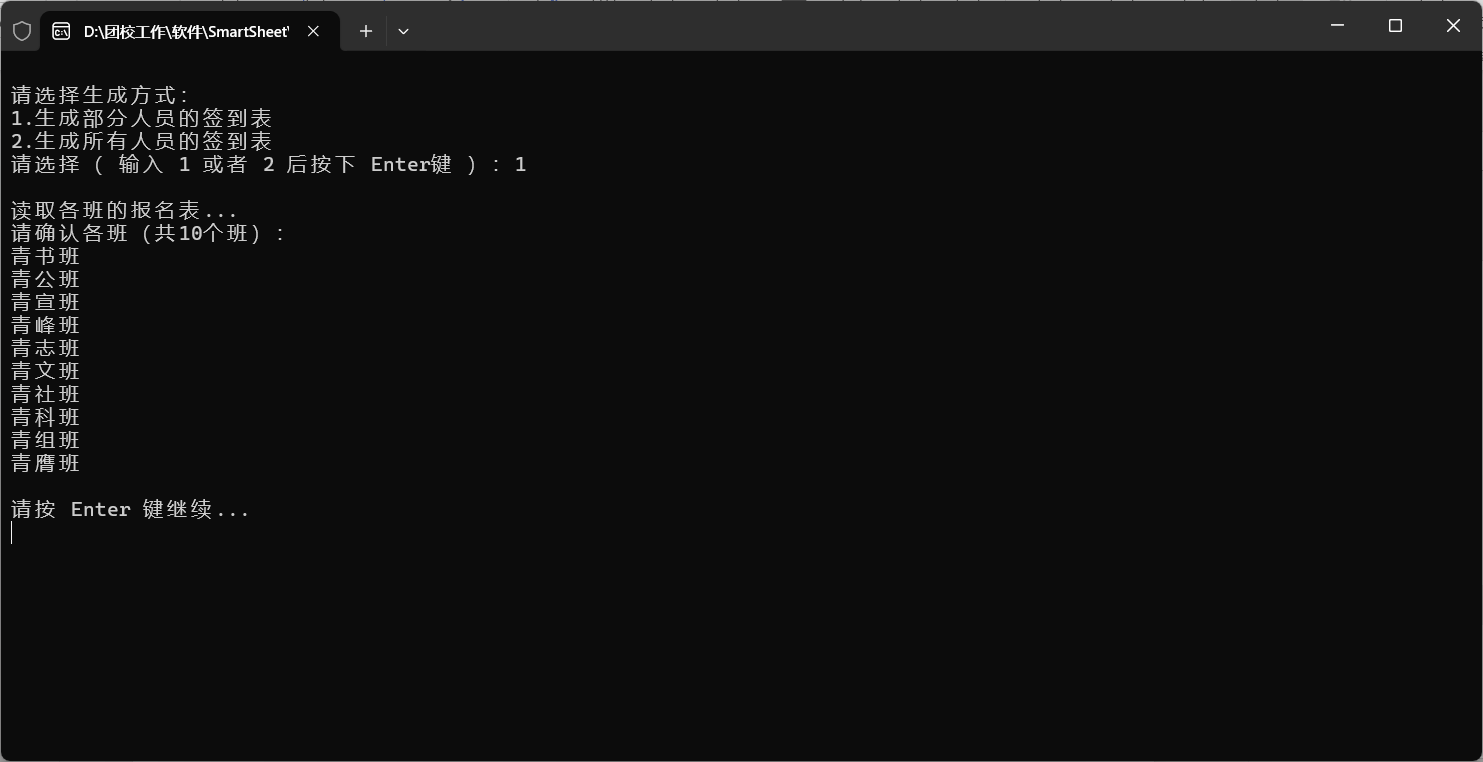 D:\团校工作\软件\SmartSheet\
请选择生成方式：
1.生成部分人员的签到表
2.生成所有人员的签到表
请选择 ( 输入 1 或者 2 后按下 Enter键 ) : 1
读取各班的报名表...
请确认各班 (共10个班) :
青书班
青公班
青宣班
青峰班
青志班
青文班
青社班
青科班
青组班
青膺班
请按 Enter 键继续...